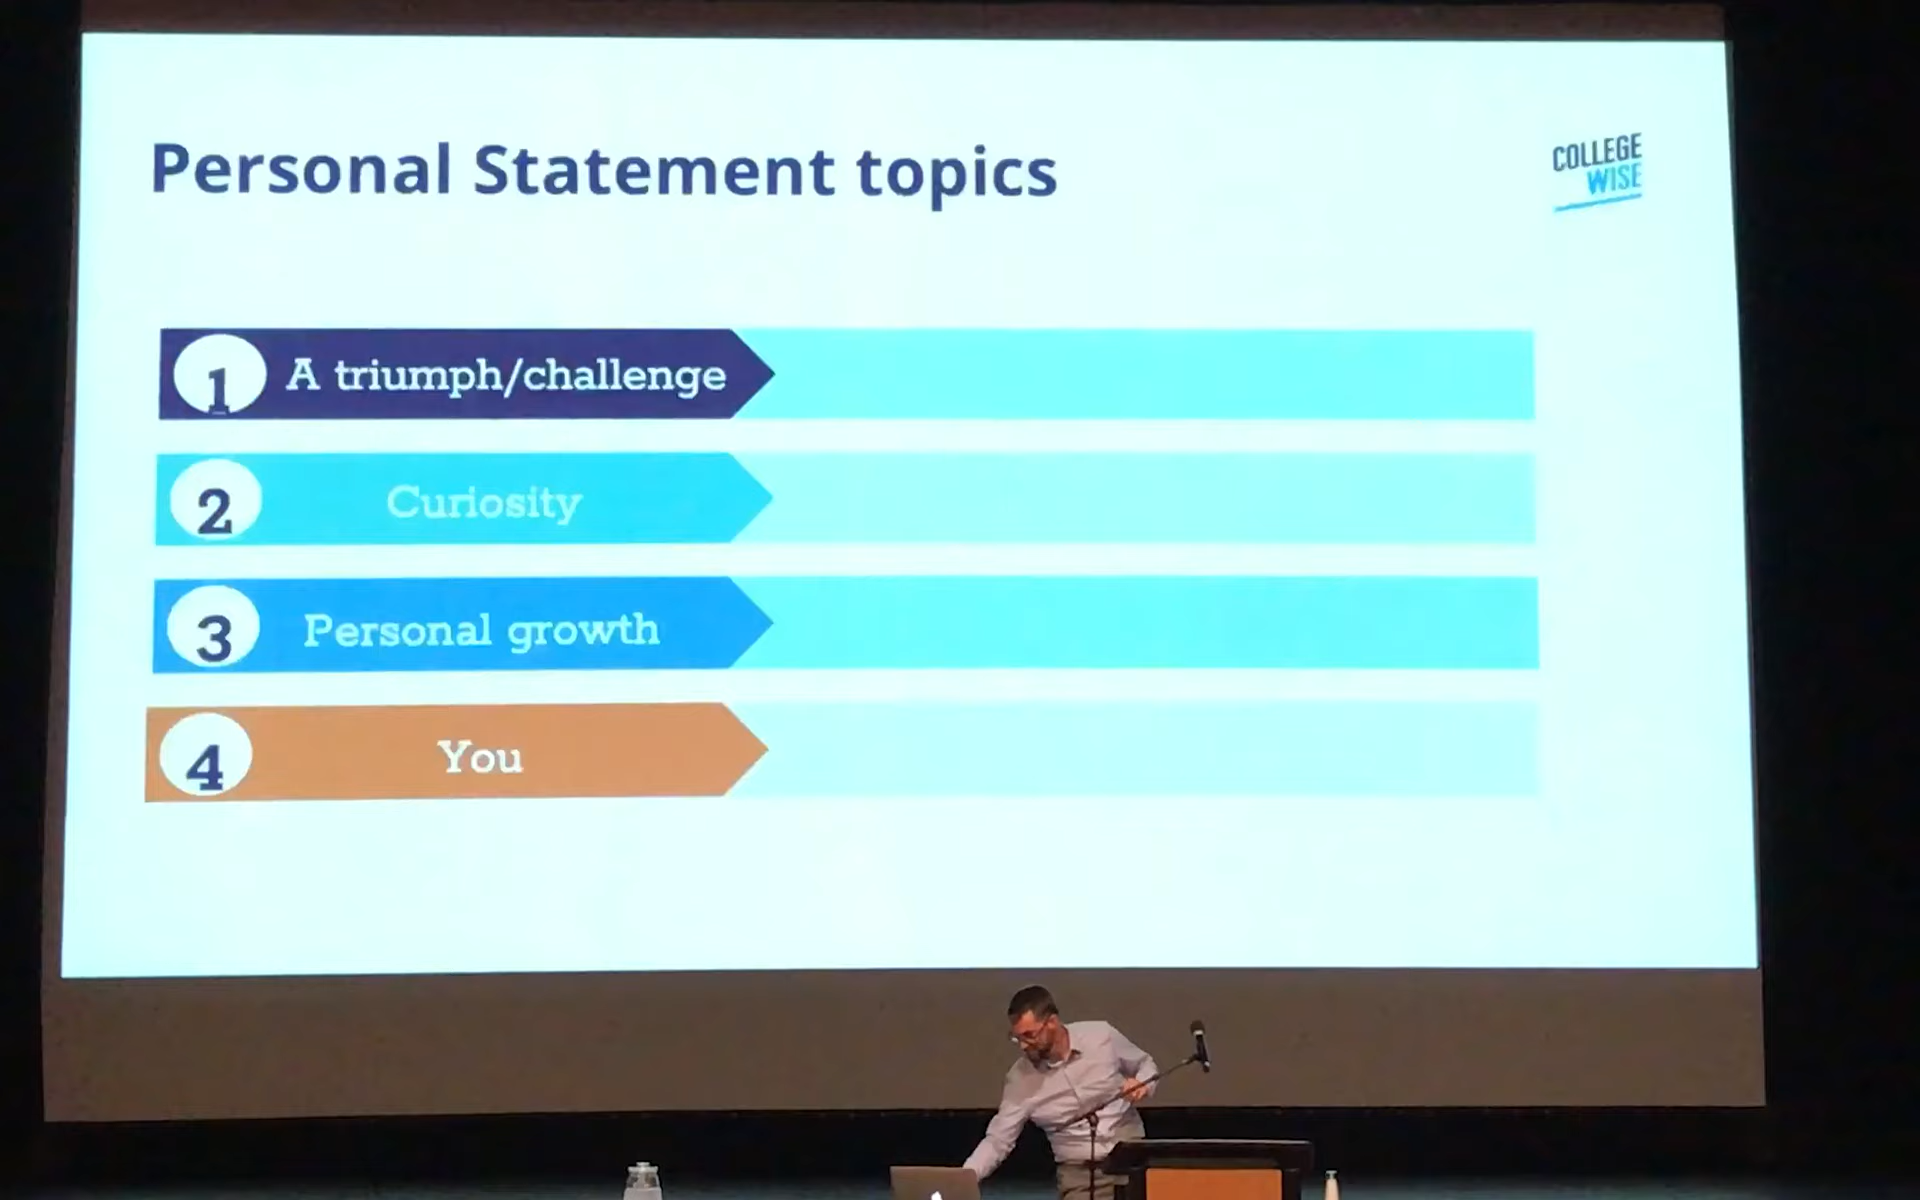 Personal Statement topics
COLLEGE
WISE
1 A triumph/challenge
2 Curiosity
3 Personal growth
4 You